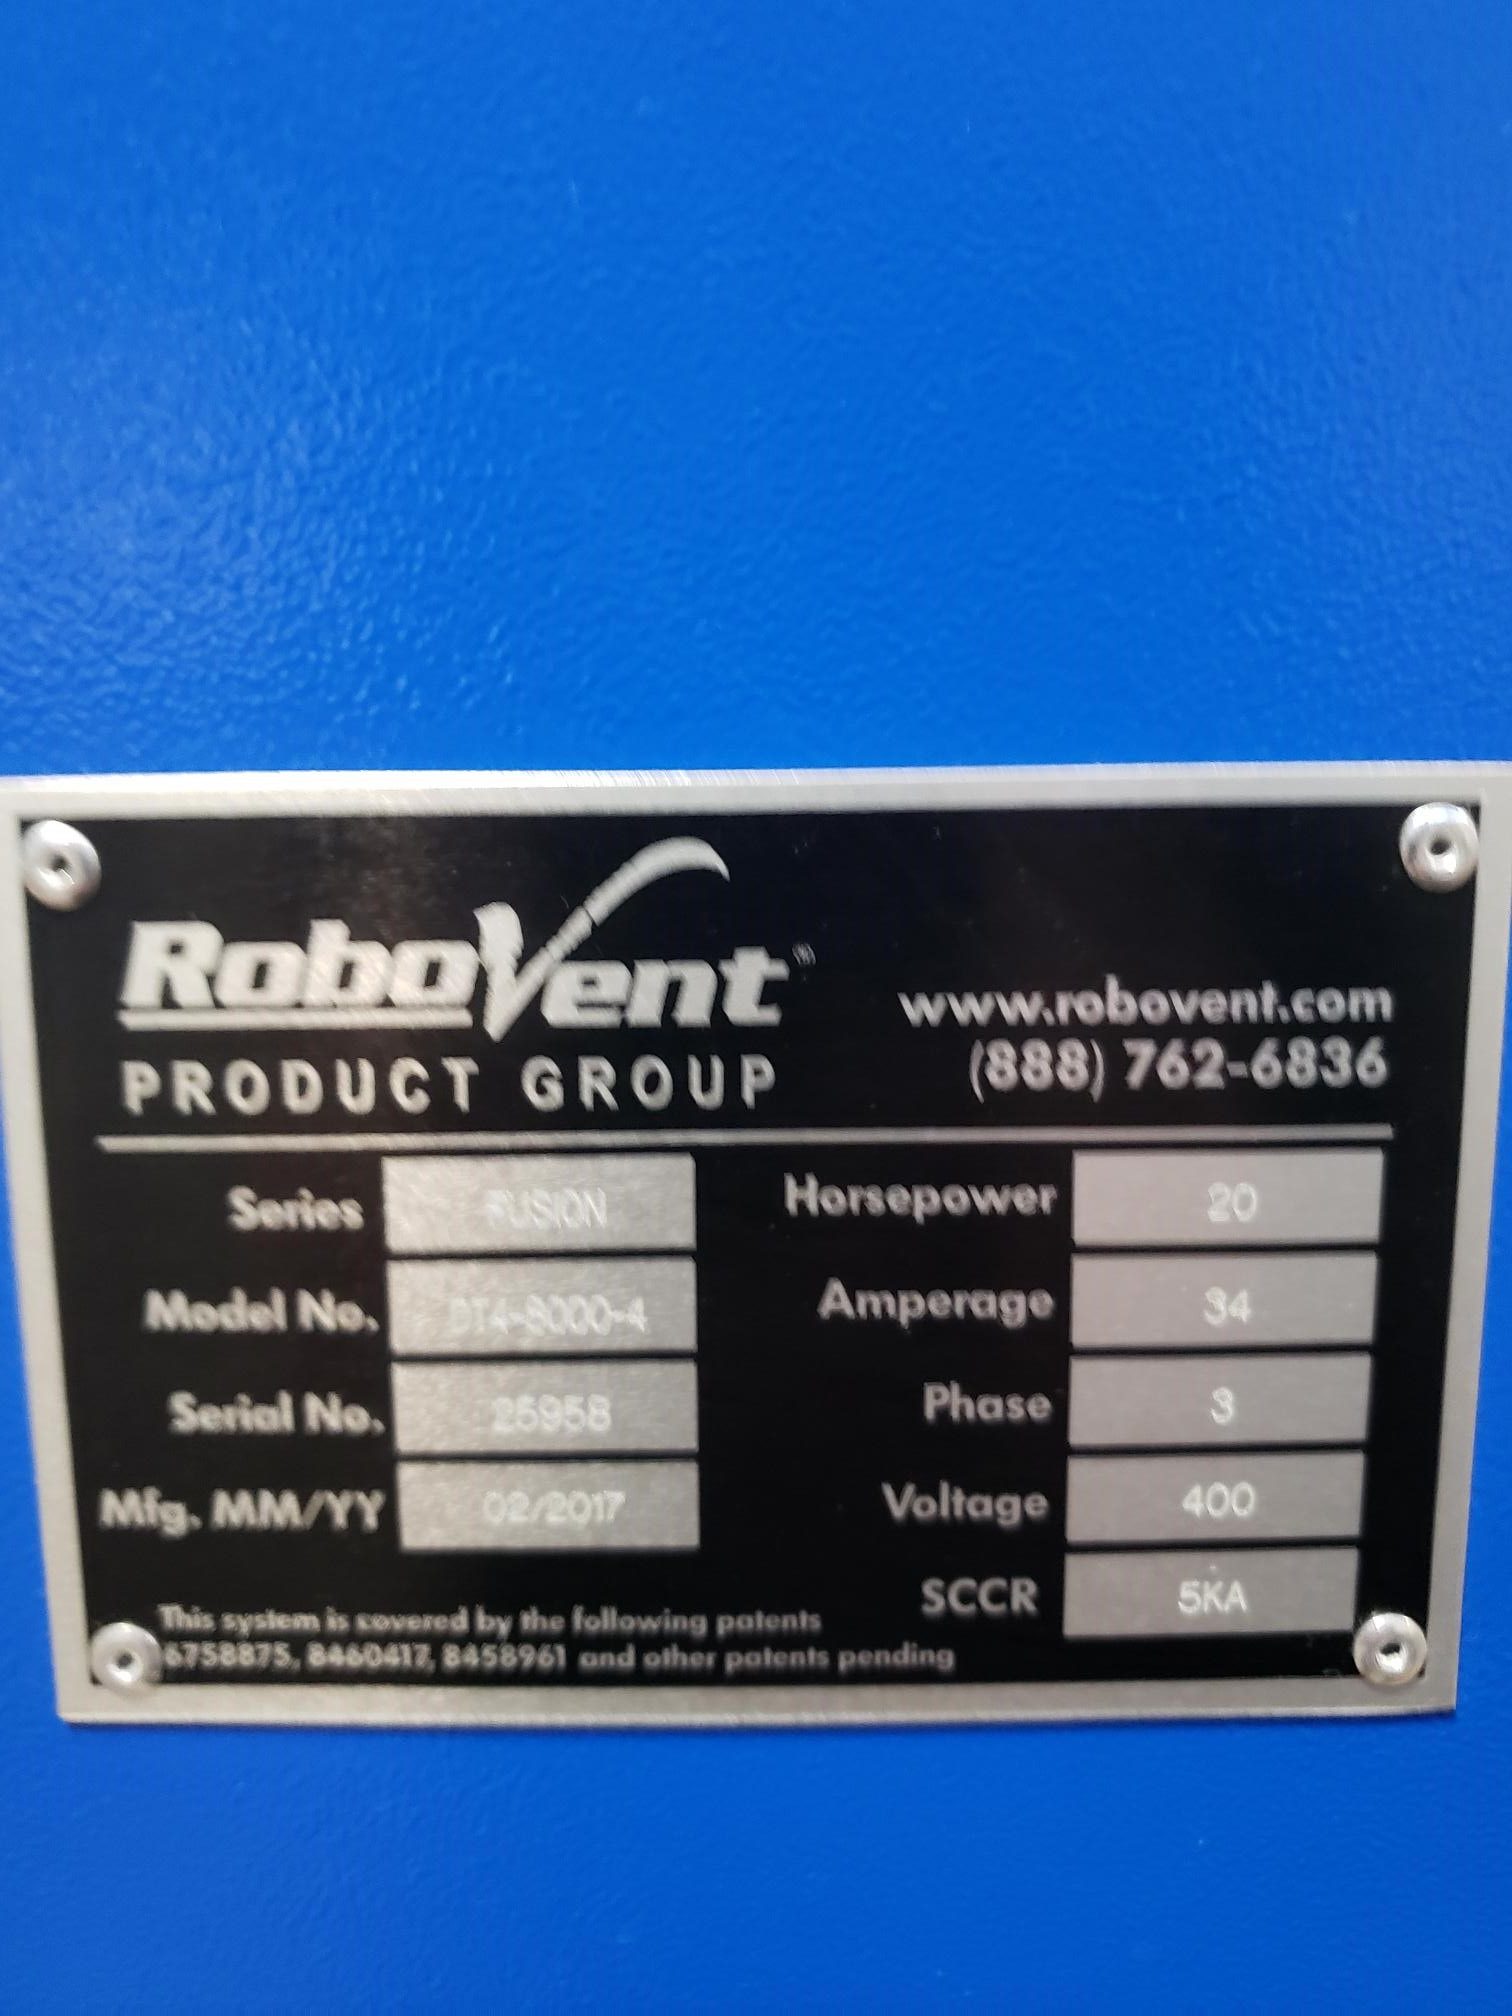 RoboVent®
PRODUCT GROUP
www.robovent.com
(888) 762-6836
Series FUSION
Model No. DT4-8000-4
Serial No. 25958
Mfg. MM/YY 02/2017
Horsepower 20
Amperage 34
Phase 3
Voltage 400
SCCR 5KA
This system is covered by the following patents
6758875, 8460417, 8458961 and other patents pending